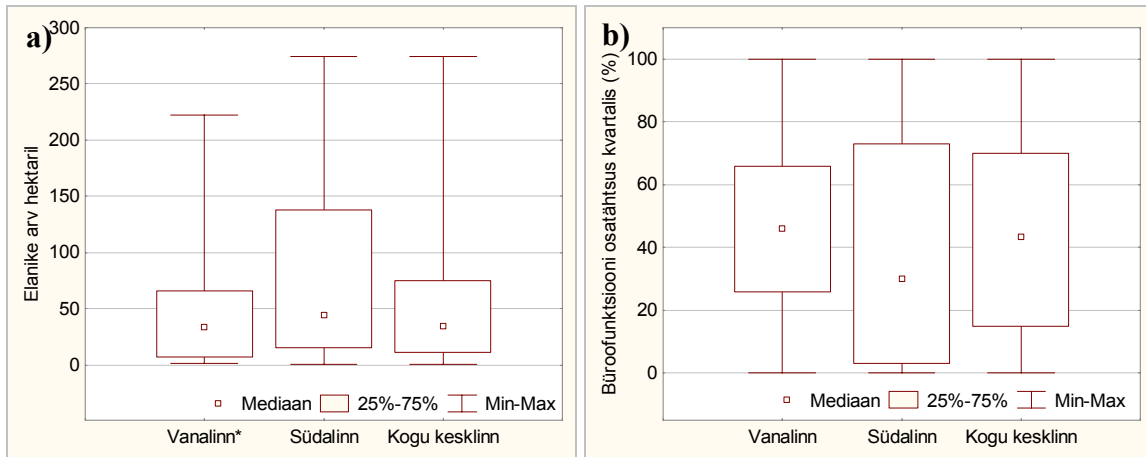 a)
Elanike arv hektaril
300
250
200
150
100
50
0
Mediaan 25%-75% Min-Max
Vanalinn* Südalinn Kogu kesklinn
b)
Büroofunktsiooni osatähtsus kvartalis (%)
100
80
60
40
20
0
Mediaan 25%-75% Min-Max
Vanalinn Südalinn Kogu kesklinn